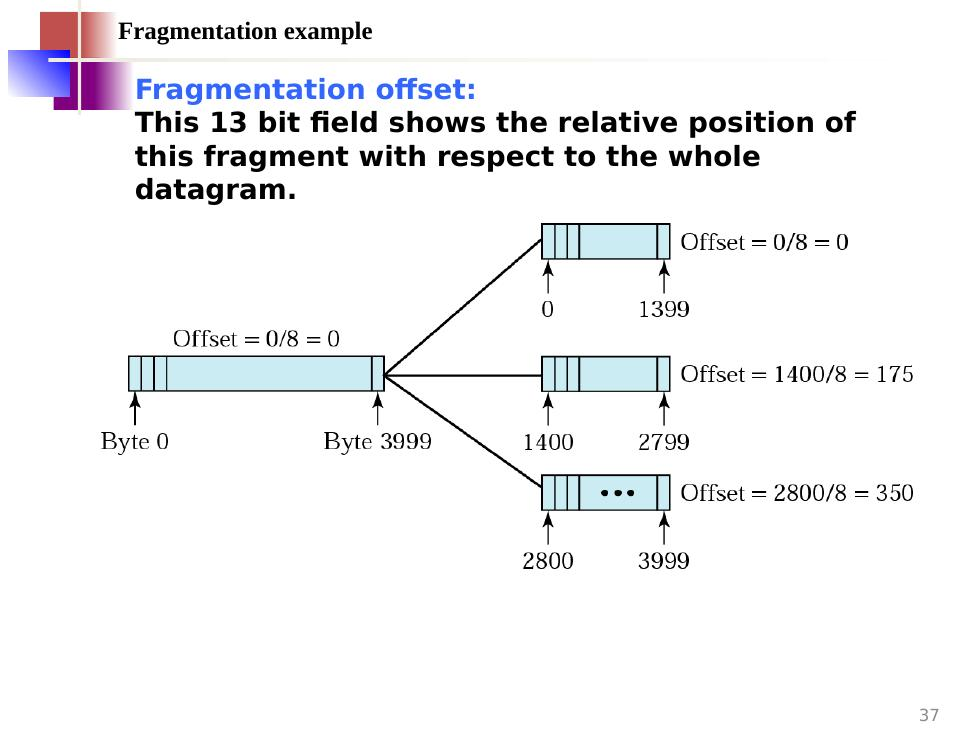 Fragmentation example
Fragmentation offset:
This 13 bit field shows the relative position of
this fragment with respect to the whole
datagram.
Offset = 0/8 = 0
0 1399
Offset = 0/8 = 0
Byte 0 Byte 3999
Offset = 1400/8 = 175
1400 2799
Offset = 2800/8 = 350
2800 3999
37